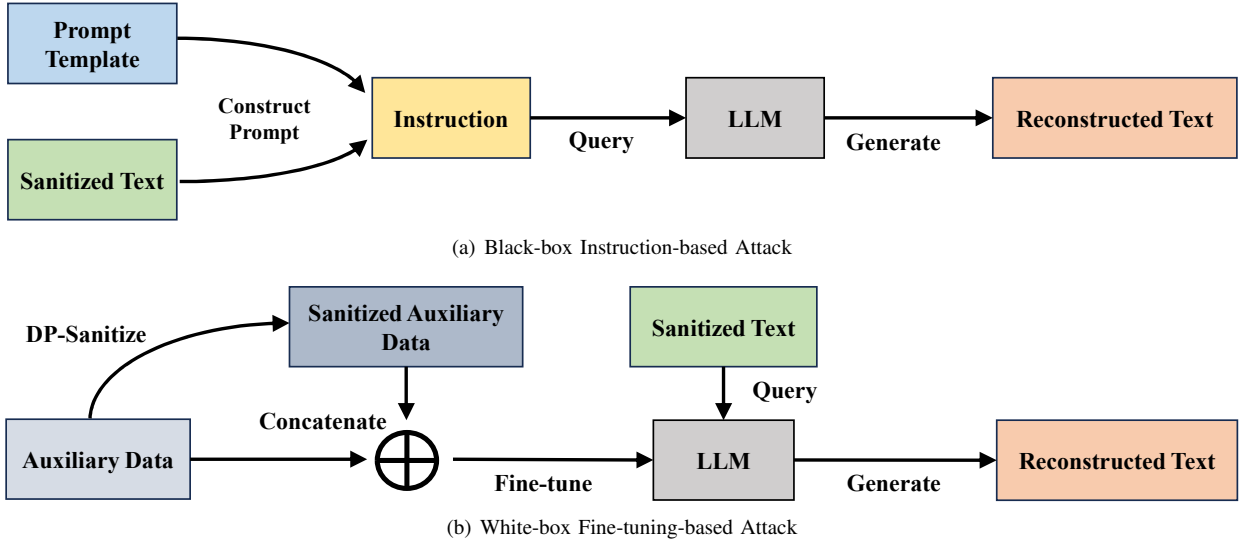 Prompt
Template
Construct
Prompt
Sanitized Text
Instruction
Query
LLM
Generate
Reconstructed Text
(a) Black-box Instruction-based Attack
DP-Sanitize
Sanitized Auxiliary
Data
Sanitized Text
Query
Auxiliary Data
Concatenate
Fine-tune
LLM
Generate
Reconstructed Text
(b) White-box Fine-tuning-based Attack